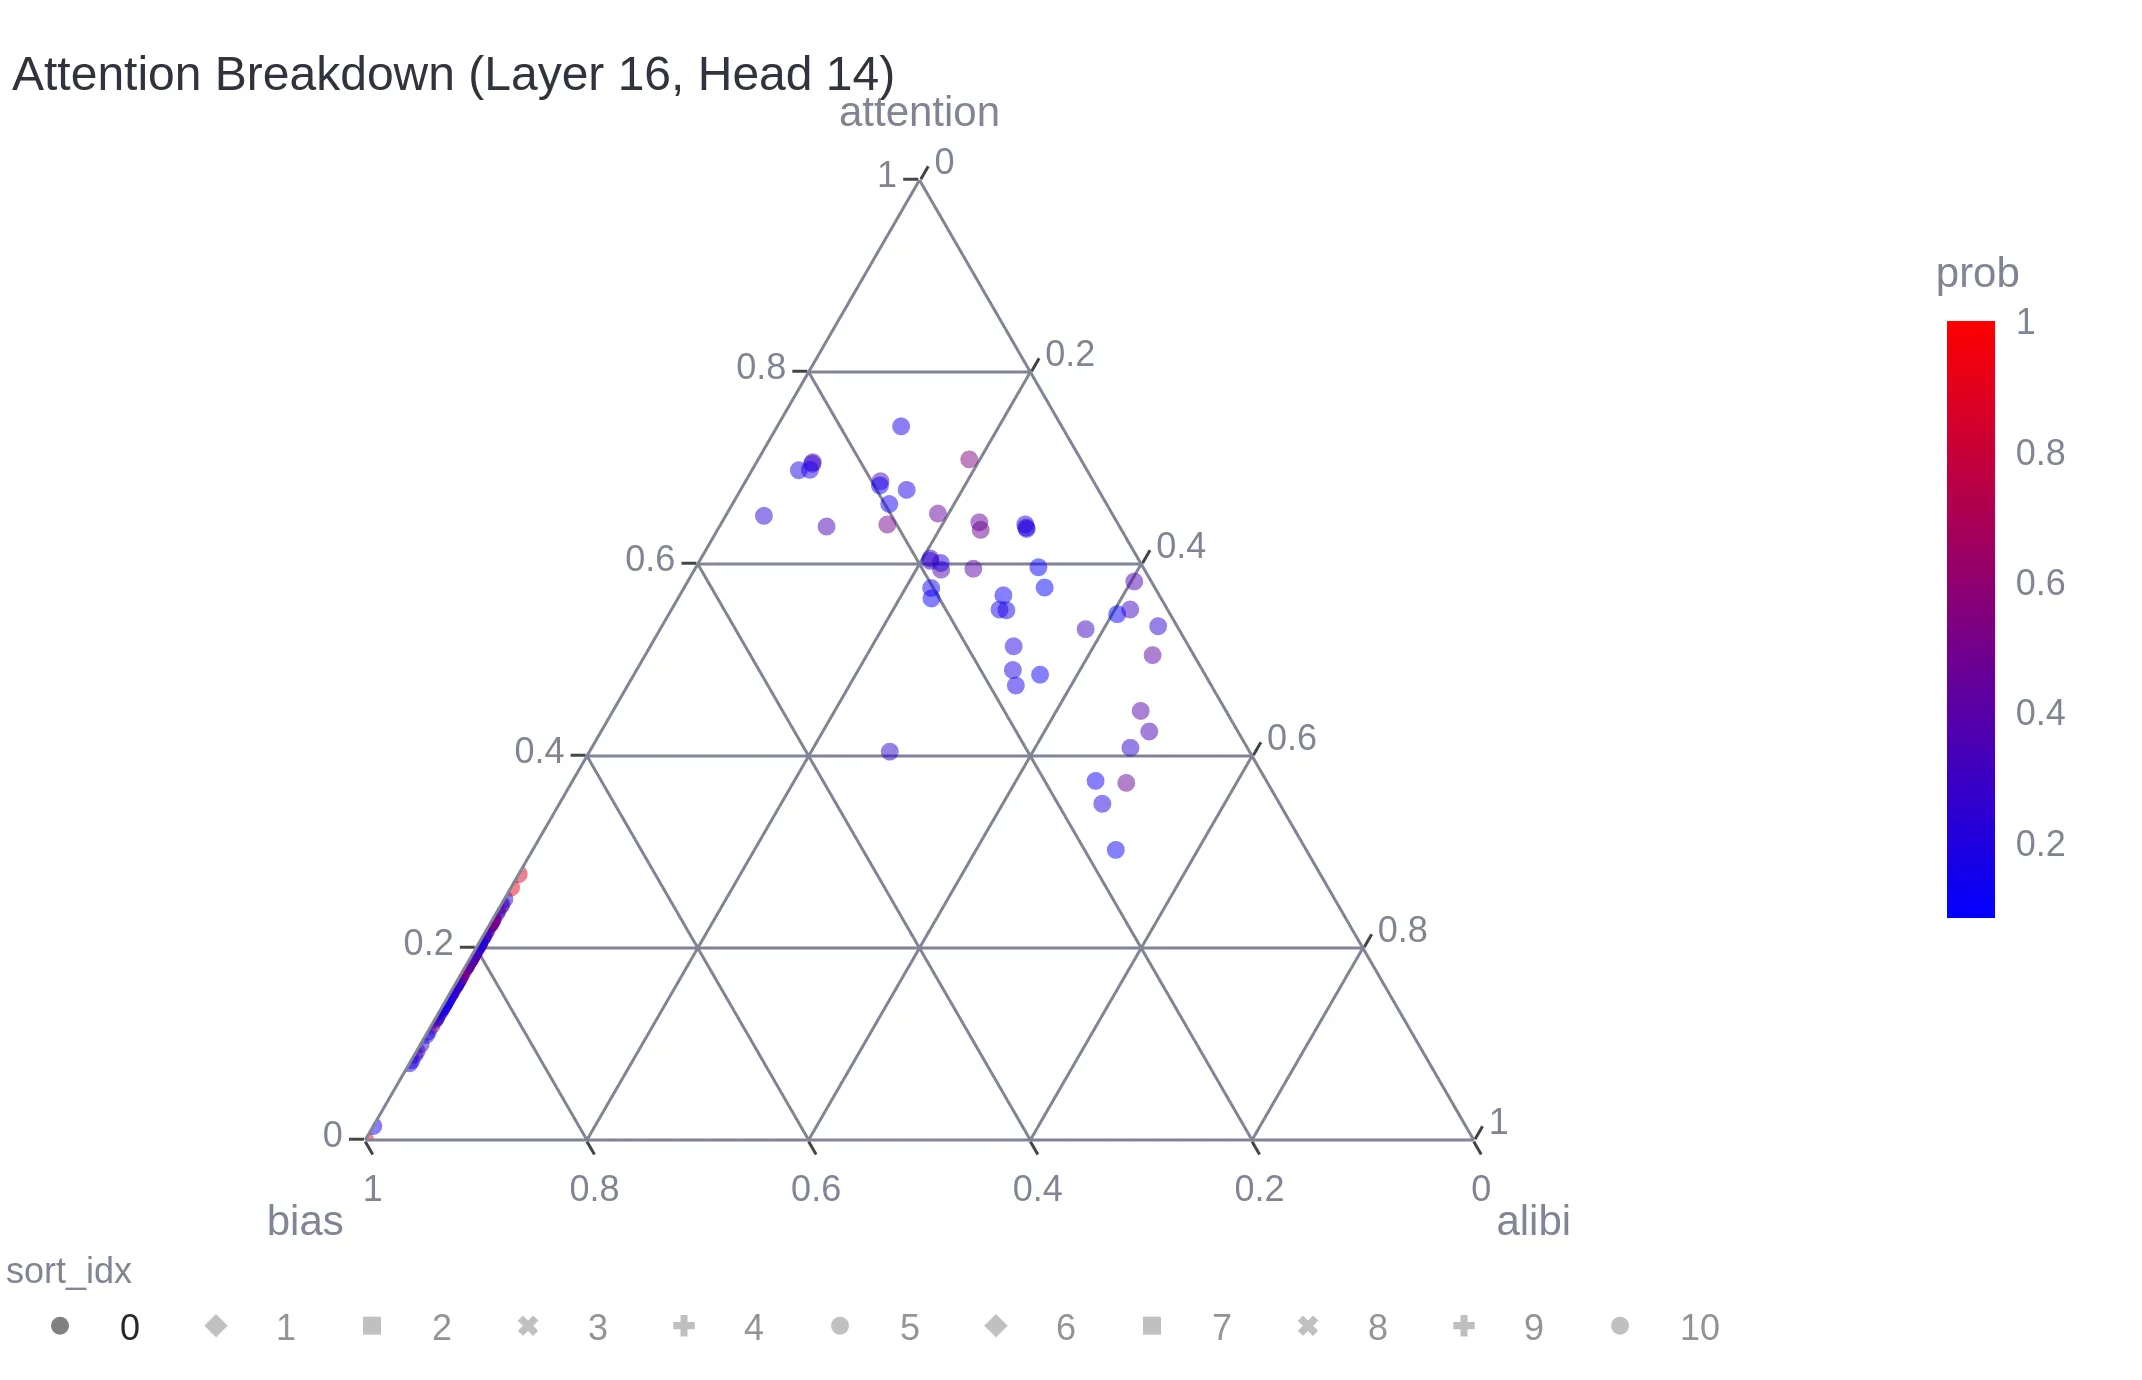 Attention Breakdown (Layer 16, Head 14)
attention
1 0
0.8 0.2
0.6 0.4
0.4 0.6
0.2 0.8
0 1
1 0.8 0.6 0.4 0.2 0
bias alibi
prob
1
0.8
0.6
0.4
0.2
sort_idx
0 1 2 3 4 5 6 7 8 9 10